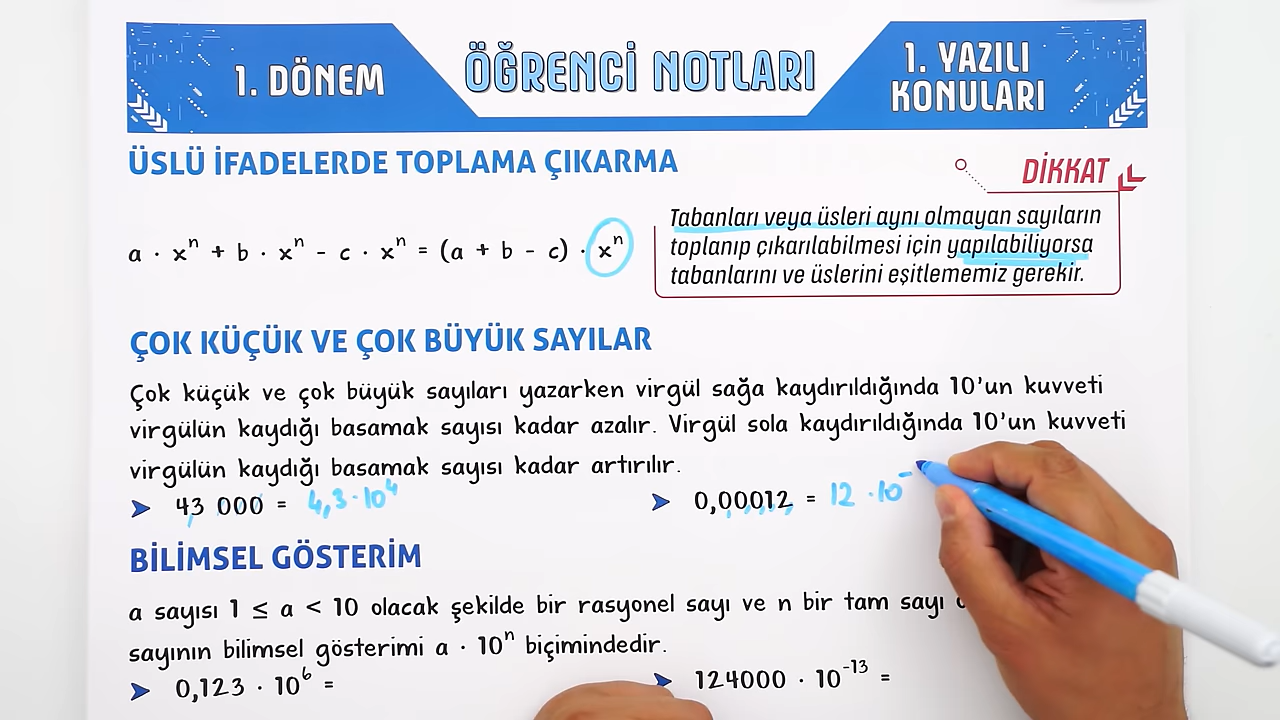 1. DÖNEM
ÖĞRENCİ NOTLARI
1. YAZILI
KONULARI
ÜSLÜ İFADELERDE TOPLAMA ÇIKARMA
a · xⁿ + b · xⁿ - c · xⁿ = (a + b - c) · xⁿ
DİKKAT
Tabanları veya üsleri aynı olmayan sayıların
toplanıp çıkarılabilmesi için yapılabiliyorsa
tabanlarını ve üslerini eşitlememiz gerekir.
ÇOK KÜÇÜK VE ÇOK BÜYÜK SAYILAR
Çok küçük ve çok büyük sayıları yazarken virgül sağa kaydırıldığında 10'un kuvveti
virgülün kaydığı basamak sayısı kadar azalır. Virgül sola kaydırıldığında 10'un kuvveti
virgülün kaydığı basamak sayısı kadar artırılır.
43 000 = 4,3·10⁴
0,00012 = 12·10⁻
BİLİMSEL GÖSTERİM
a sayısı 1 ≤ a < 10 olacak şekilde bir rasyonel sayı ve n bir tam sayı
sayının bilimsel gösterimi a · 10ⁿ biçimindedir.
0,123 · 10⁶ =
124000 · 10⁻¹³ =